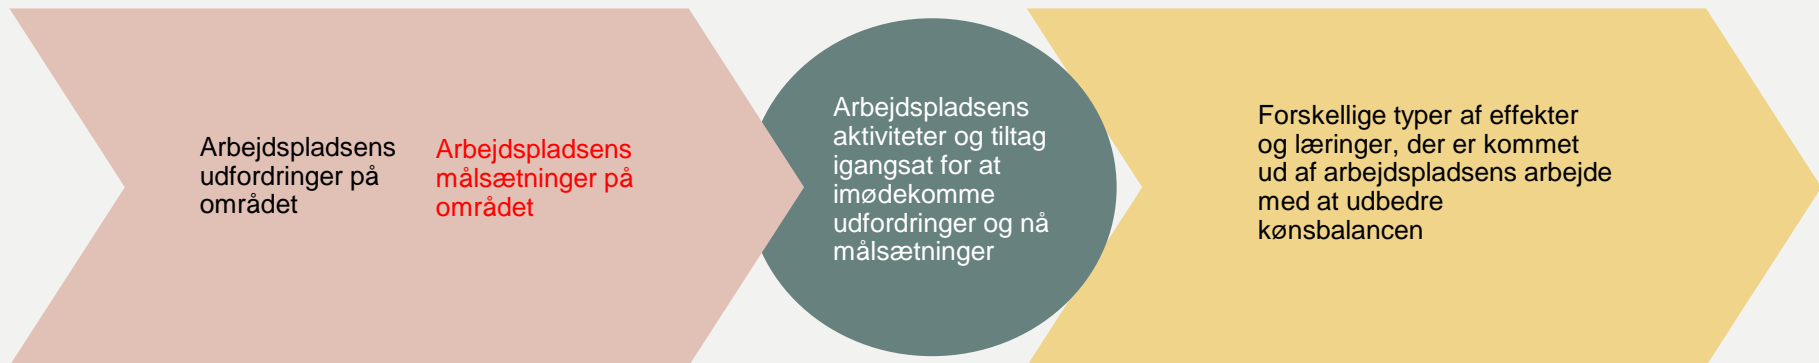 Arbejdspladsens
udfordringer på
området
Arbejdspladsens
målsætninger på
området
Arbejdspladsens
aktiviteter og tiltag
igangsat for at
imødekomme
udfordringer og nå
målsætninger
Forskellige typer af effekter
og læringer, der er kommet
ud af arbejdspladsens arbejde
med at udbedre
kønsbalancen